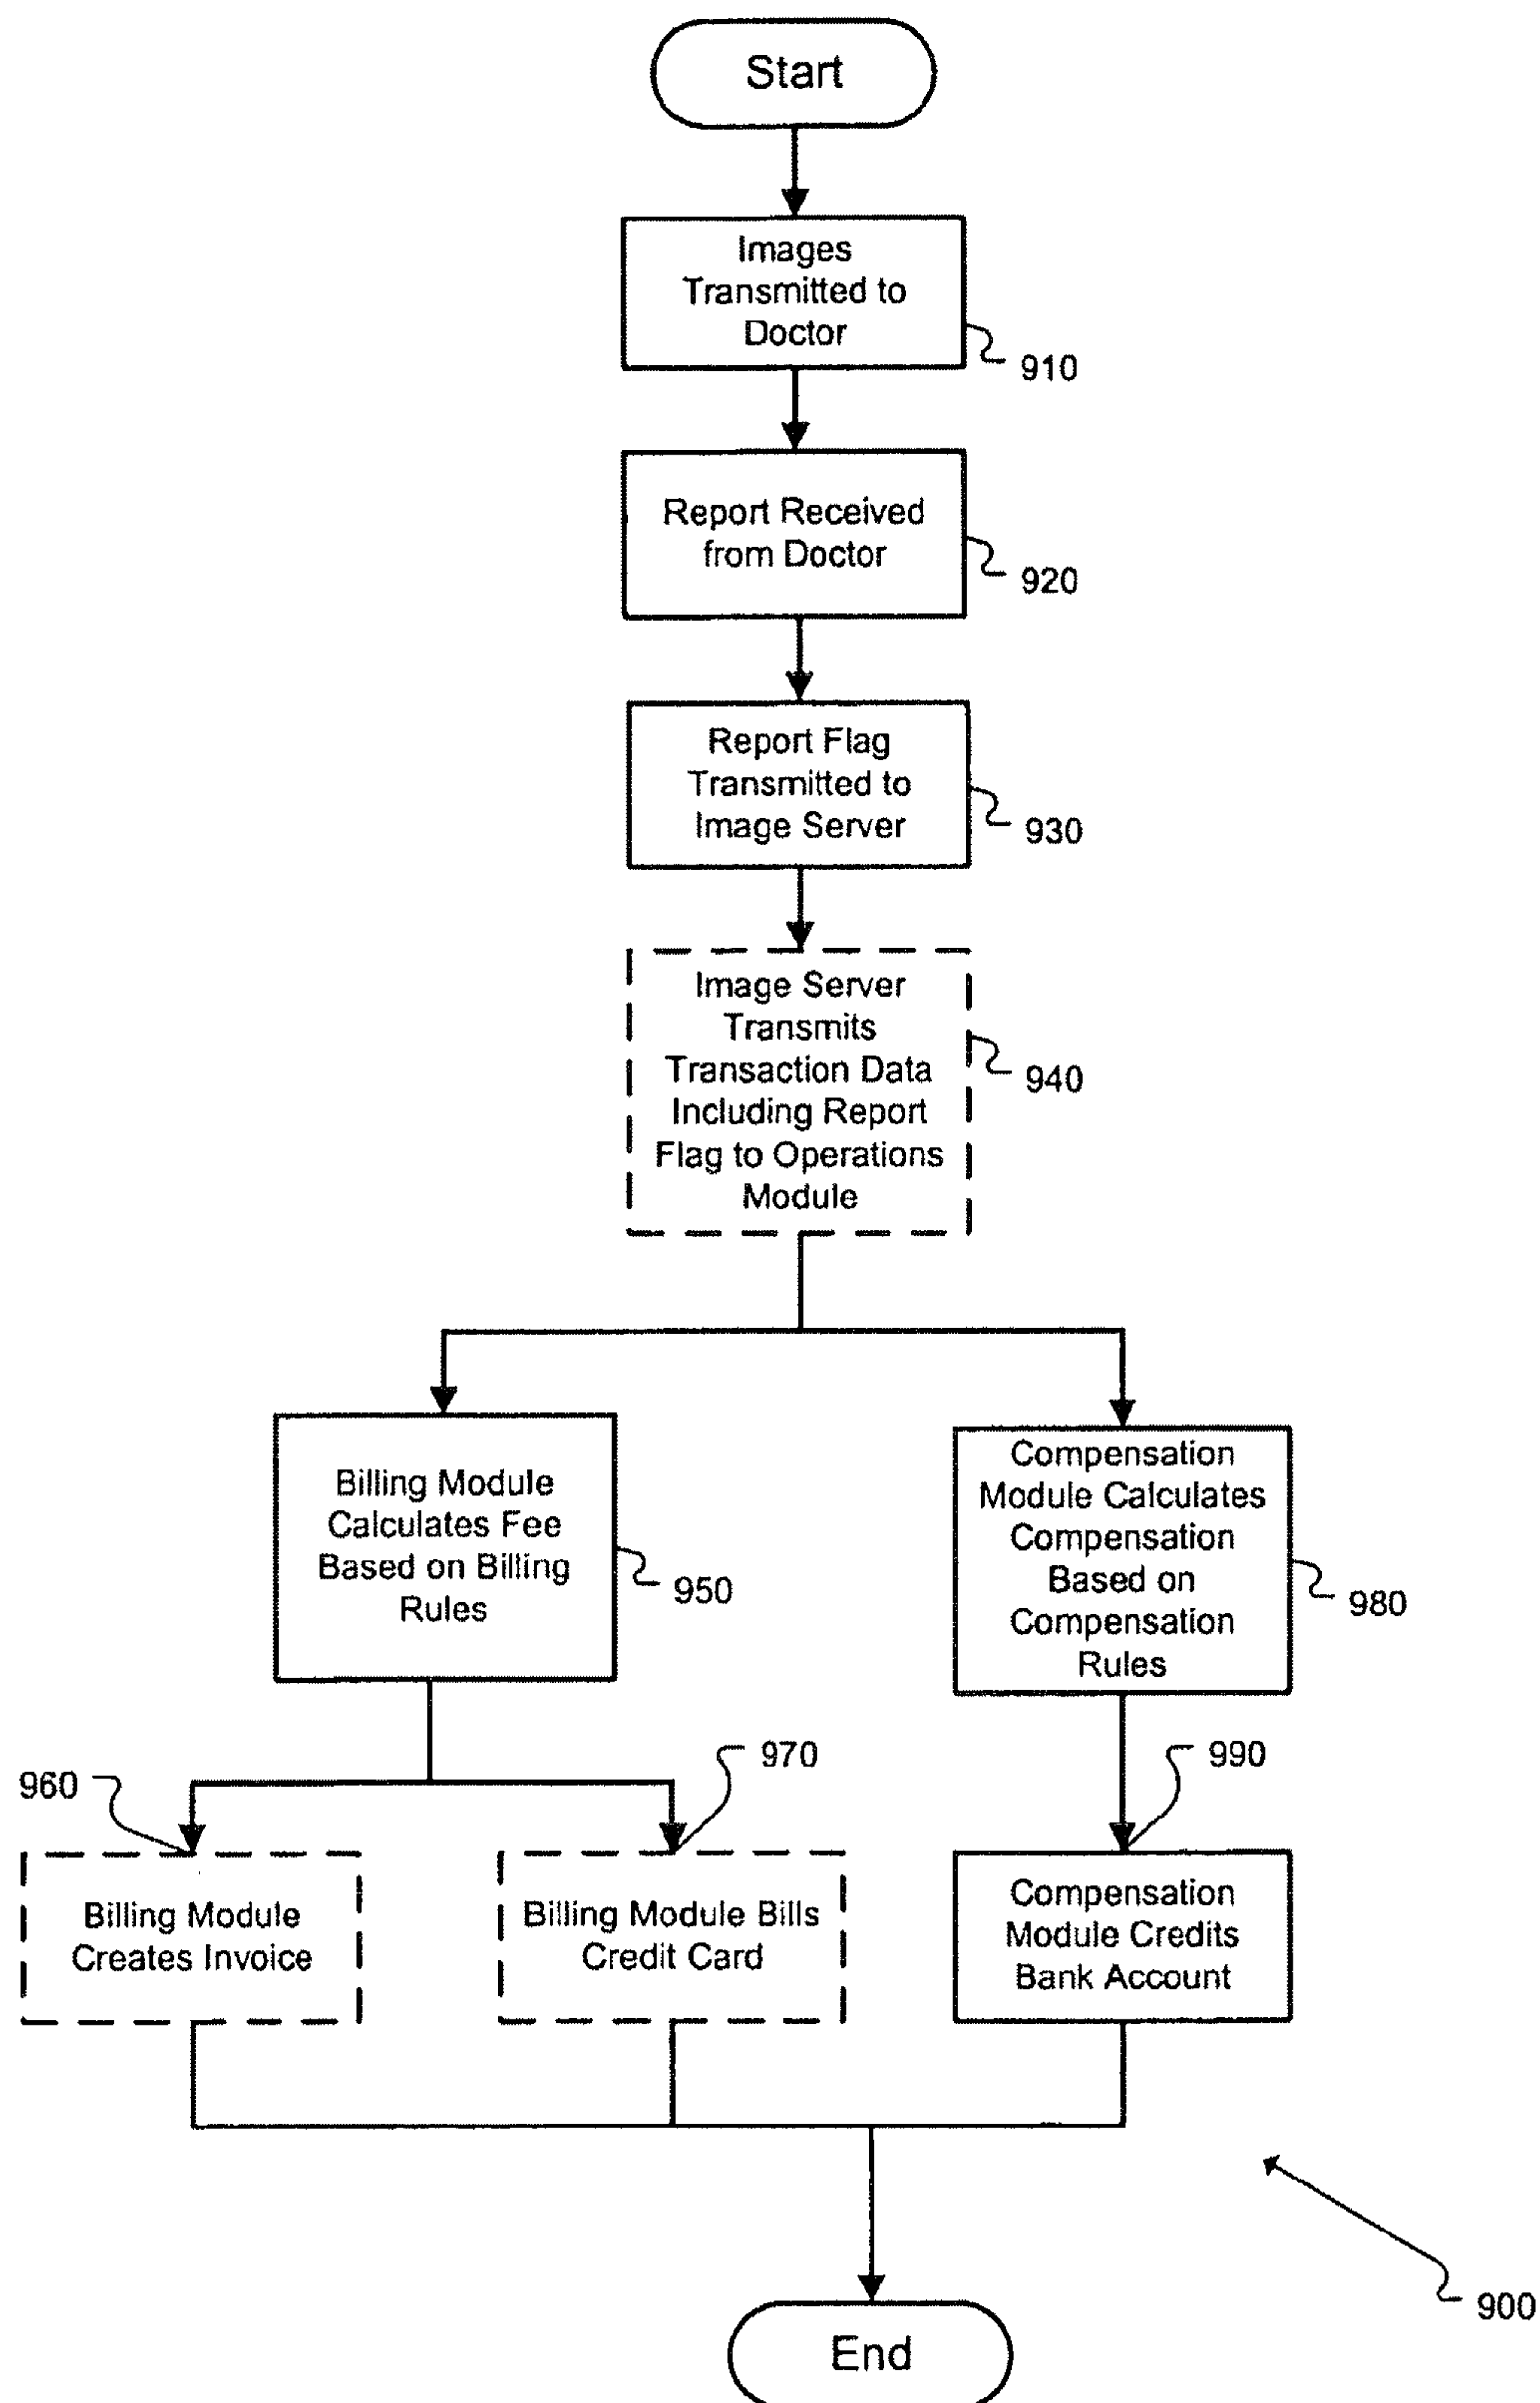 Start
Images
Transmitted to
Doctor
910
Report Received
from Doctor
920
Report Flag
Transmitted to
Image Server
930
Image Server
Transmits
Transaction Data
Including Report
Flag to Operations
Module
940
Billing Module
Calculates Fee
Based on Billing
Rules
950
Compensation
Module Calculates
Compensation
Based on
Compensation
Rules
980
960
970
990
Billing Module
Creates Invoice
Billing Module Bills
Credit Card
Compensation
Module Credits
Bank Account
900
End